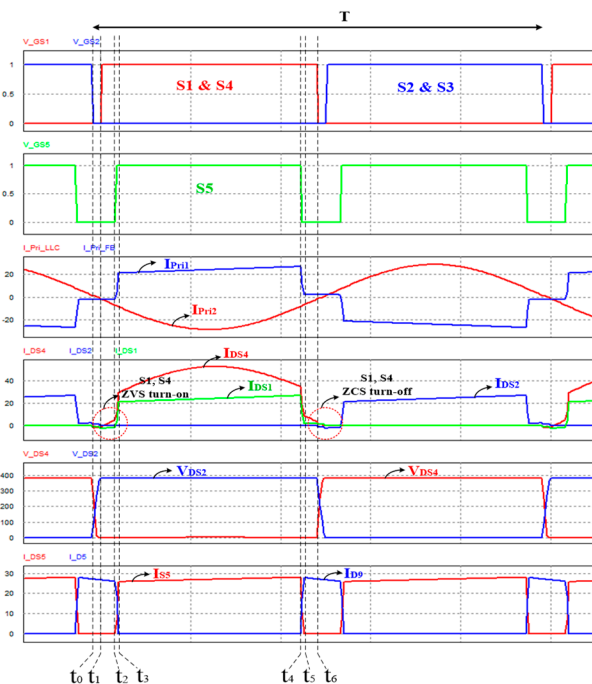 T
V_GS1 V_GS2
1
0.5
0
S1 & S4
S2 & S3
V_GS5
1
0.5
0
S5
I_Pri_LLC I_Pri_FB
20
0
-20
IPri1
IPri2
I_DS4 I_DS2 I_DS1
40
20
0
S1, S4
ZVS turn-on
IDS4
IDS1
S1, S4
ZCS turn-off
IDS2
V_DS4 V_DS2
400
300
200
100
0
VDS2
VDS4
I_DS5 I_D5
30
20
10
0
IS5
ID9
t0 t1 t2 t3 t4 t5 t6